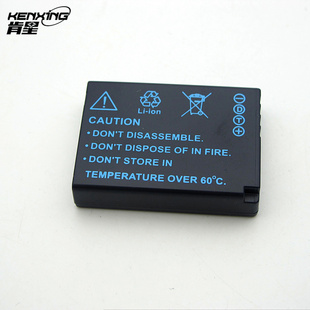 KENXING
肯星
Li-ion
CAUTION
• DON'T DISASSEMBLE.
• DON'T DISPOSE OF IN FIRE.
• DON'T STORE IN
TEMPERATURE OVER 60°C.